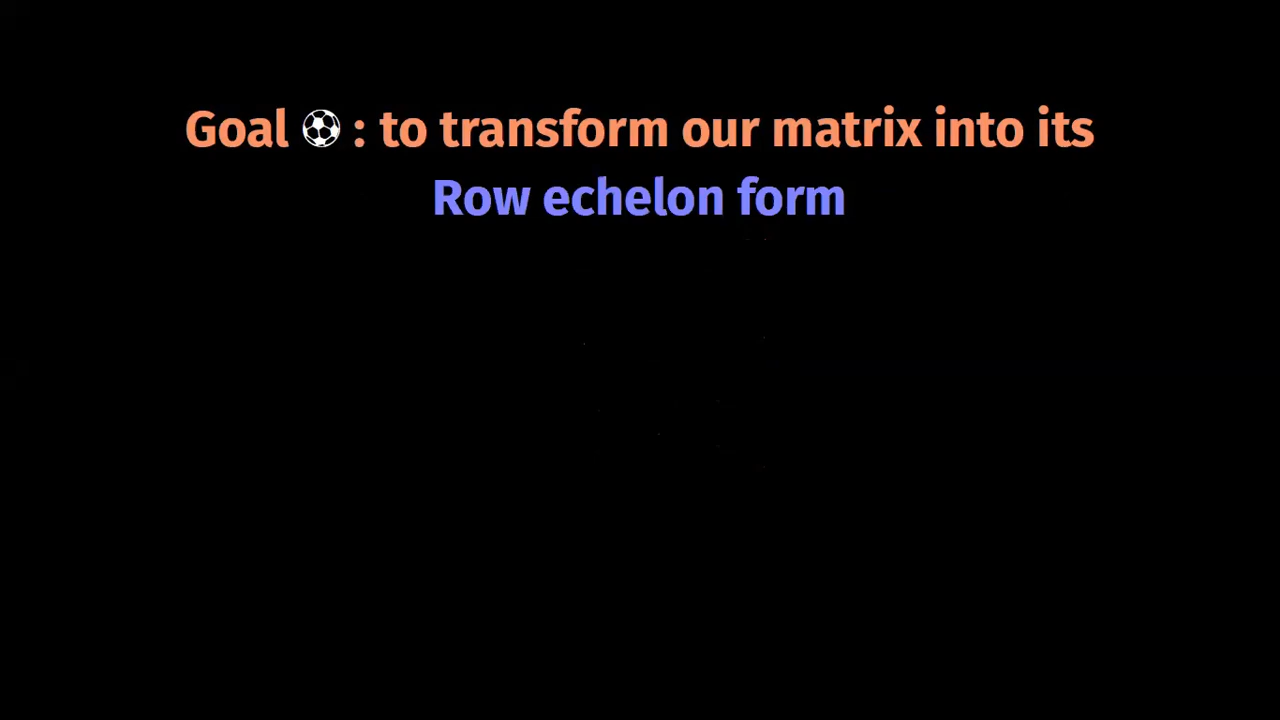 Goal ⚽ : to transform our matrix into its
Row echelon form